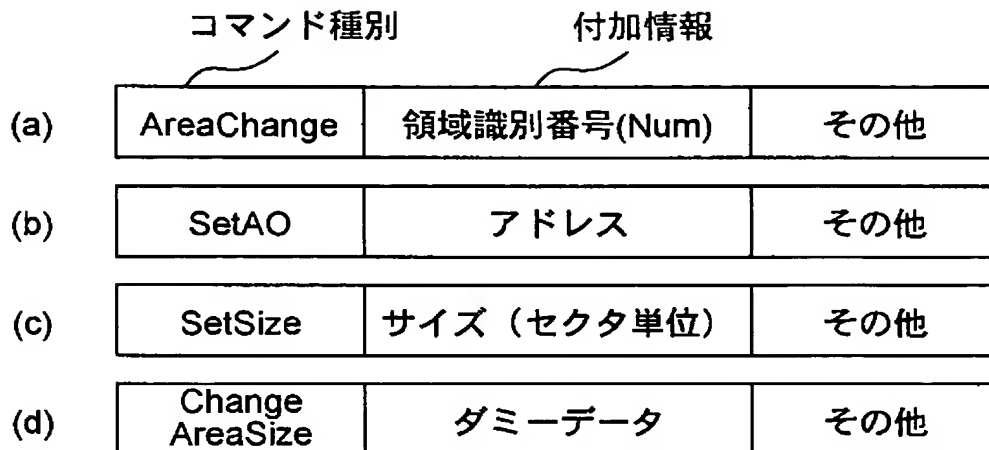 コマンド種別 付加情報
(a) AreaChange 領域識別番号(Num) その他
(b) SetAO アドレス その他
(c) SetSize サイズ（セクタ単位） その他
(d) Change AreaSize ダミーデータ その他